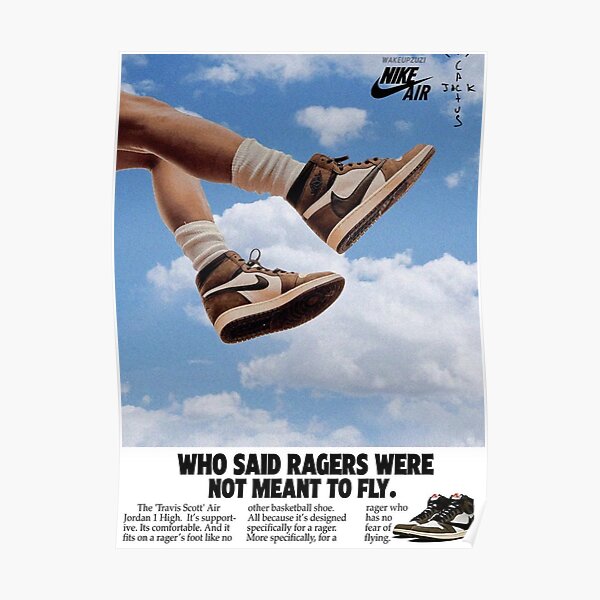 WAKEUPZUZI
NIKE
AIR
CACTUS
JACK
WHO SAID RAGERS WERE
NOT MEANT TO FLY.
The 'Travis Scott' Air
Jordan 1 High. It's support-
ive. Its comfortable. And it
fits on a rager's foot like no
other basketball shoe.
All because it's designed
specifically for a rager.
More specifically, for a
rager who
has no
fear of
flying.